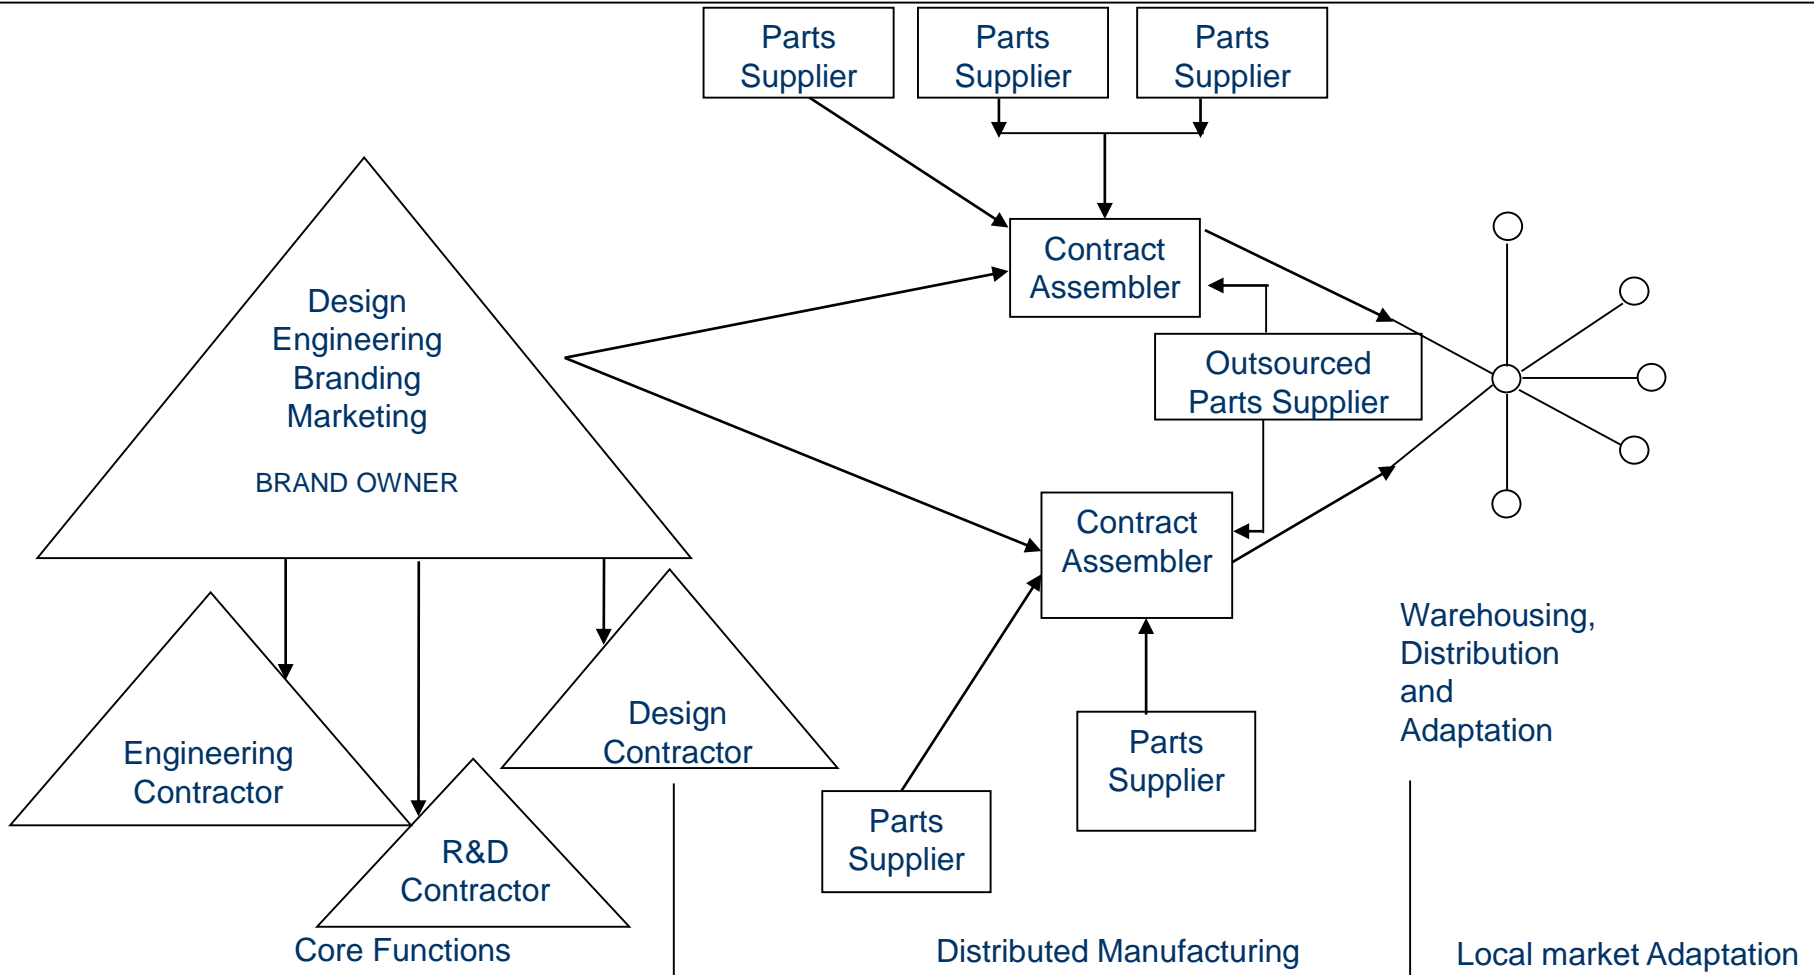 Parts
Supplier
Parts
Supplier
Parts
Supplier
Contract
Assembler
Design
Engineering
Branding
Marketing
BRAND OWNER
Outsourced
Parts Supplier
Contract
Assembler
Warehousing,
Distribution
and
Adaptation
Engineering
Contractor
Design
Contractor
R&D
Contractor
Parts
Supplier
Parts
Supplier
Core Functions
Distributed Manufacturing
Local market Adaptation